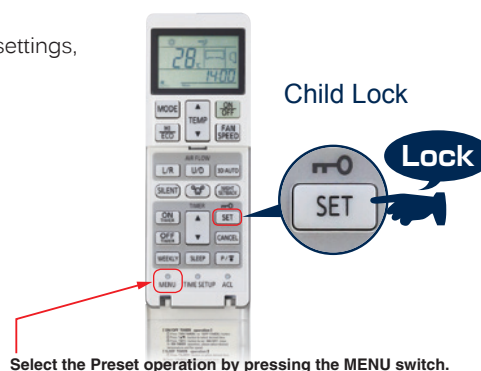 settings,
28.c
14:00
Child Lock
MODE
TEMP
ON
OFF
HI
ECO
FAN
SPEED
AIR FLOW
L/R
U/D
3D AUTO
SILENT
NIGHT
SETBACK
TIMER
ON
TIMER
SET
OFF
TIMER
CANCEL
WEEKLY
SLEEP
MENU
TIME SETUP
ACL
Lock
SET
Select the Preset operation by pressing the MENU switch.